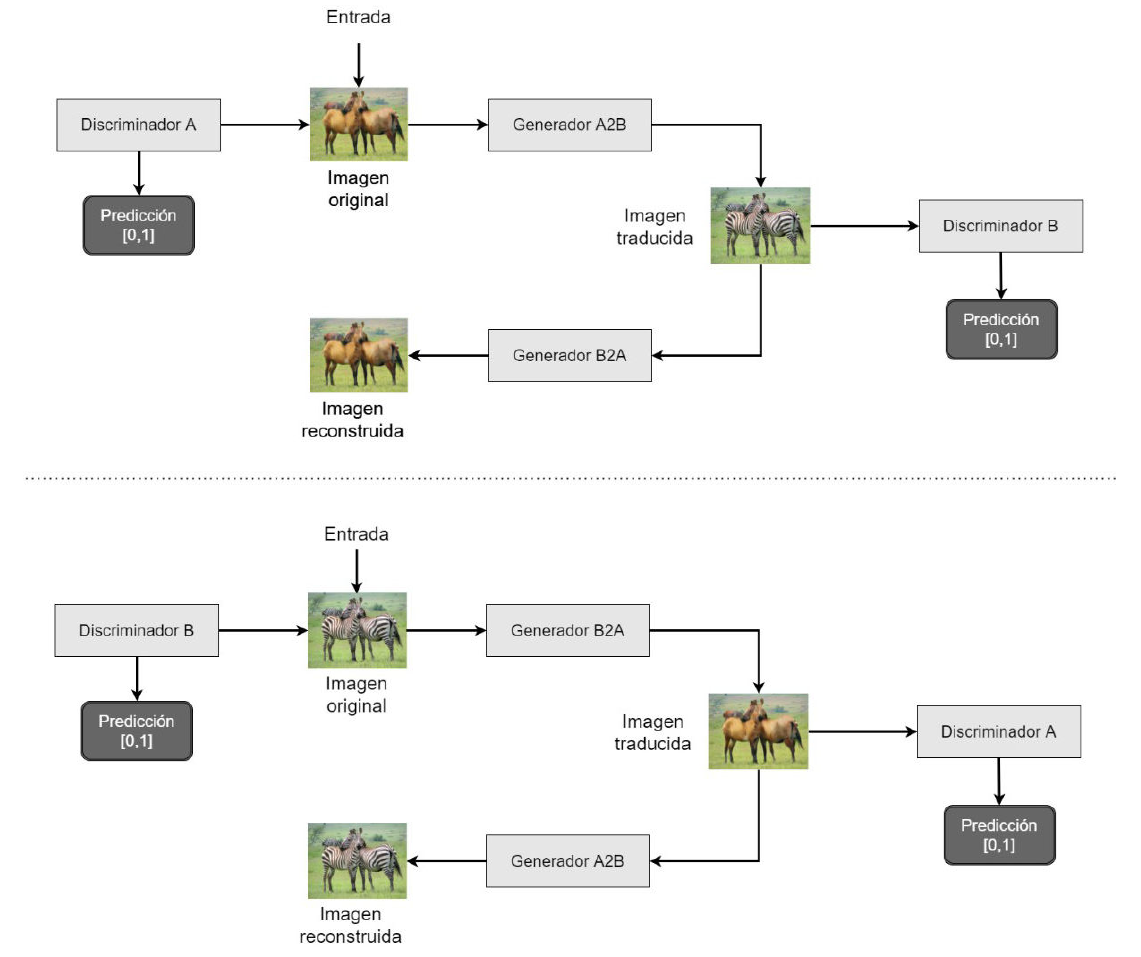 Entrada
Discriminador A
Generador A2B
Imagen
original
Predicción
[0,1]
Imagen
traducida
Discriminador B
Predicción
[0,1]
Generador B2A
Imagen
reconstruida
Entrada
Discriminador B
Generador B2A
Imagen
original
Predicción
[0,1]
Imagen
traducida
Discriminador A
Predicción
[0,1]
Generador A2B
Imagen
reconstruida